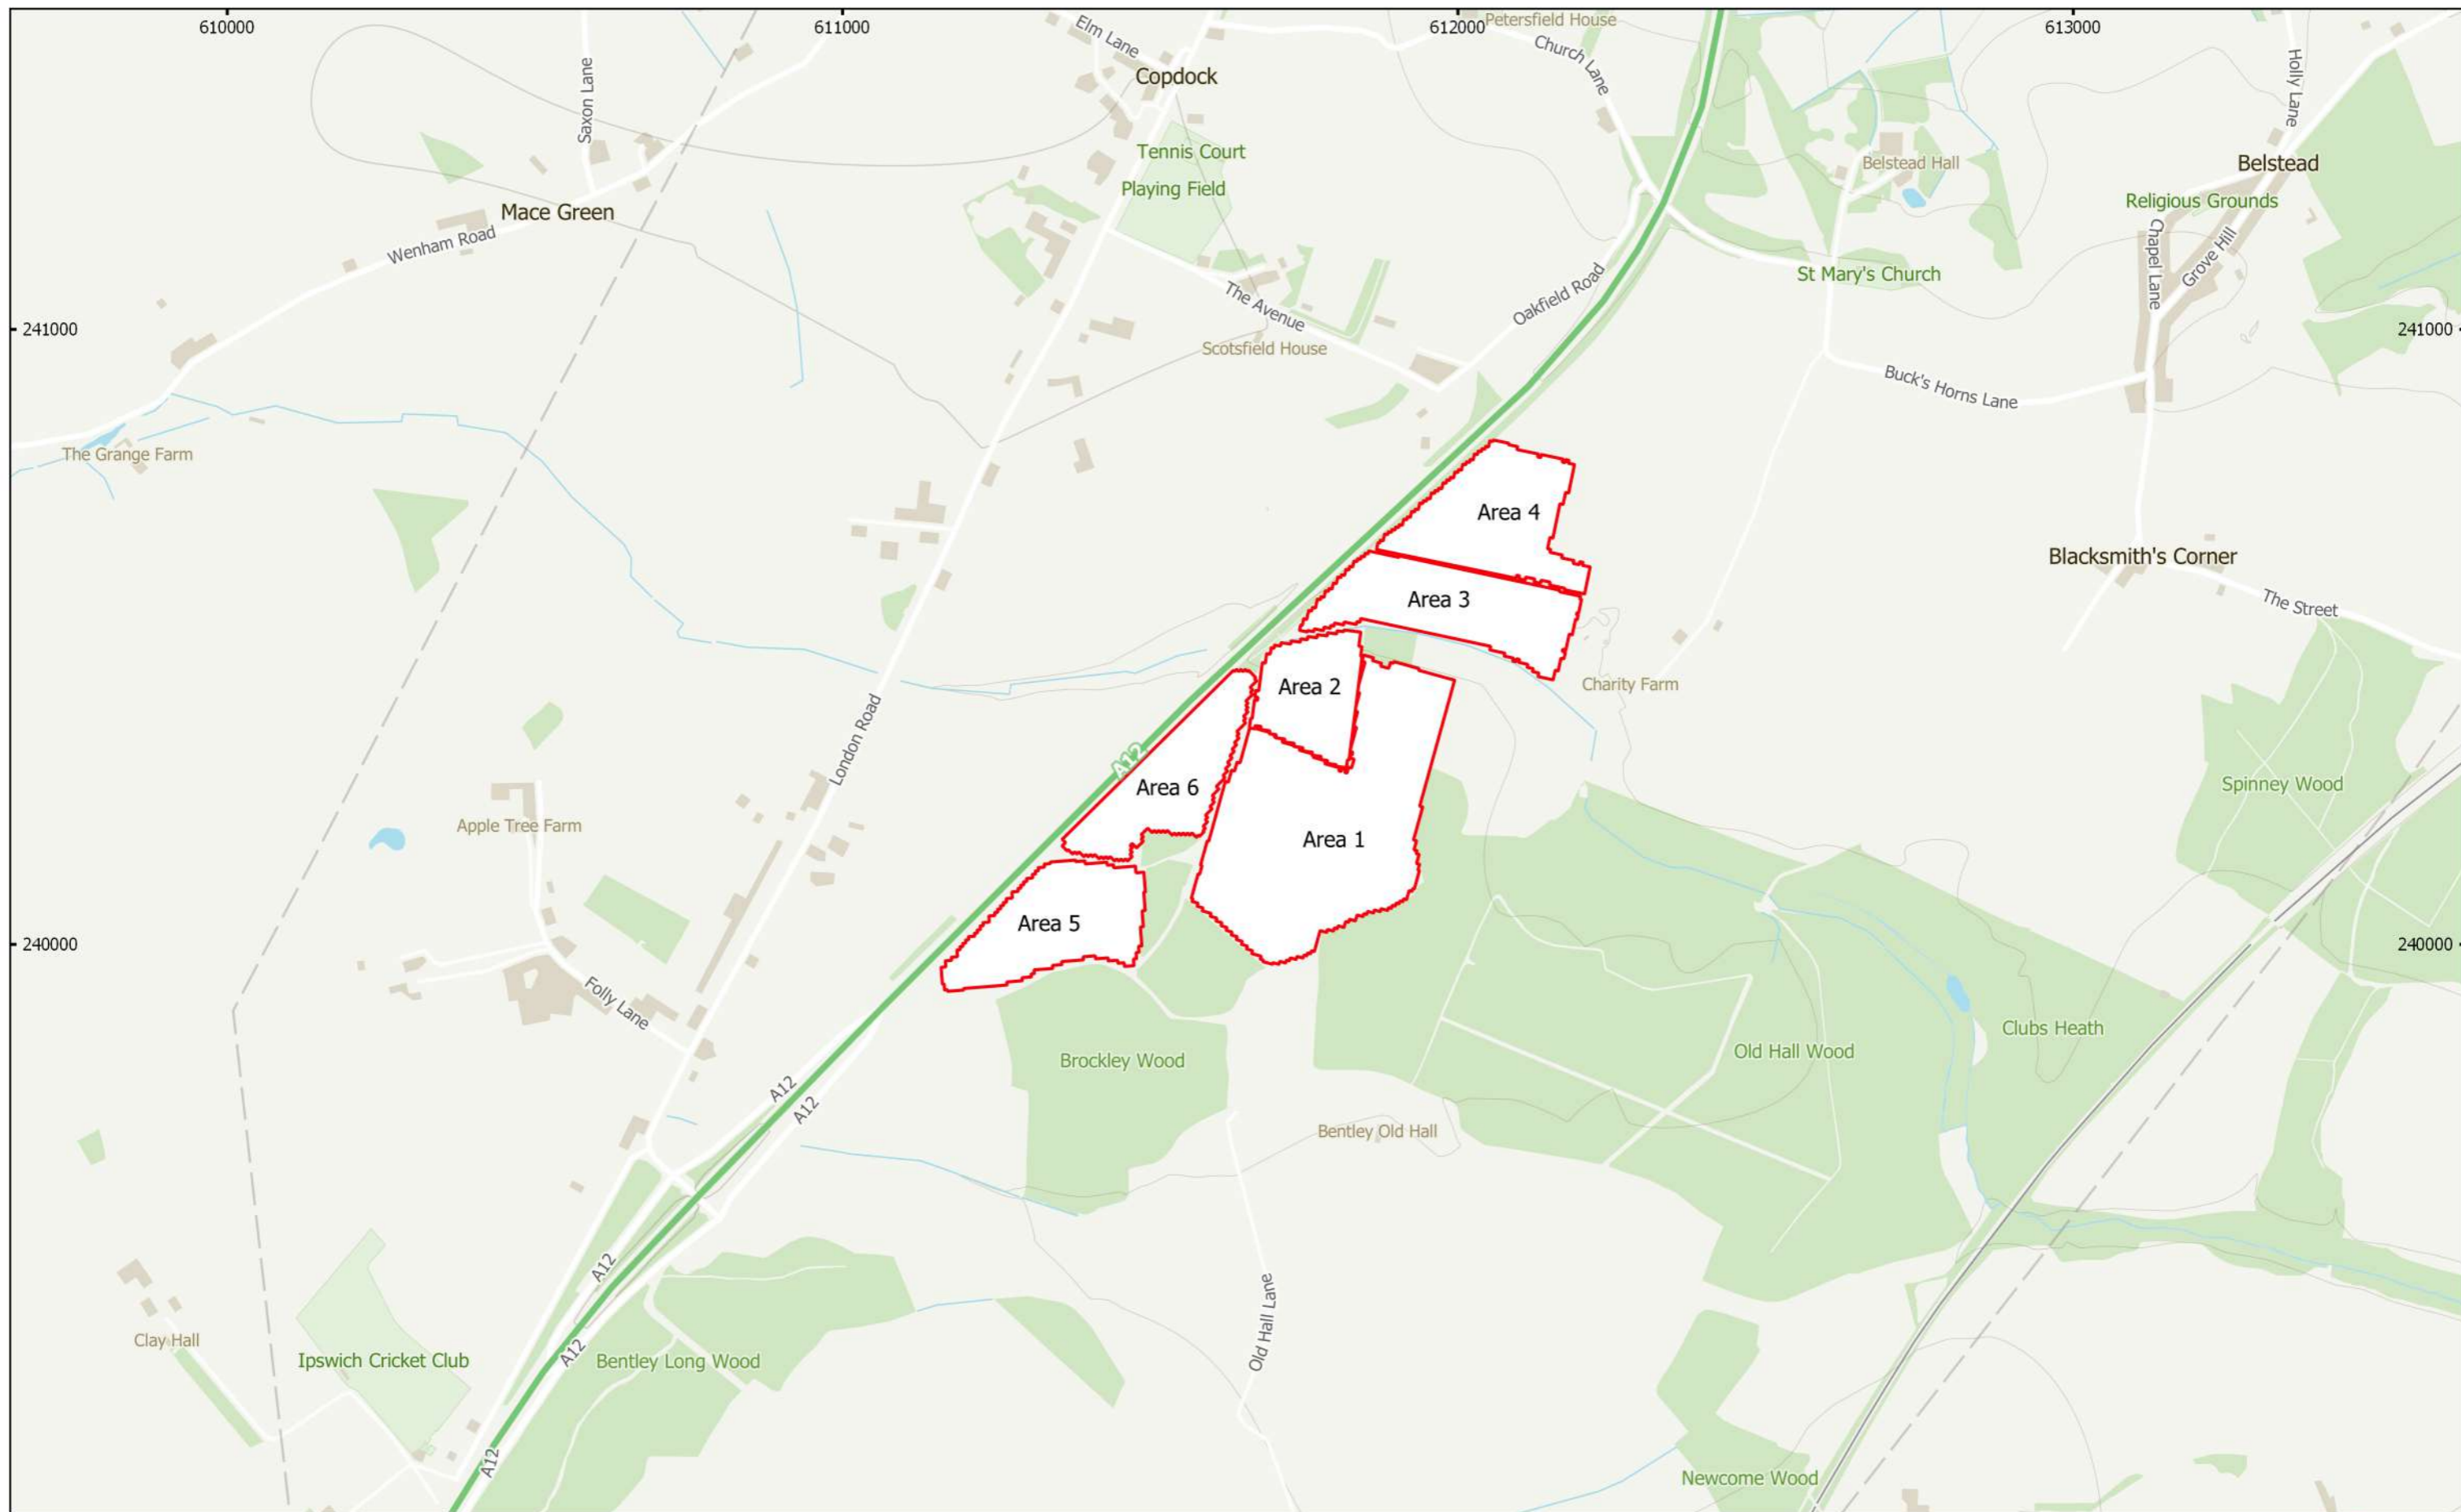 610000
611000
612000
613000
Petersfield House
Elm Lane
Church Lane
Holly Lane
Saxon Lane
Copdock
Tennis Court
Playing Field
Belstead Hall
Belstead
Religious Grounds
Mace Green
Wenham Road
Chapel Lane
Grove Hill
St Mary's Church
Oakfield Road
The Avenue
241000
241000
Scotsfield House
Buck's Horns Lane
The Grange Farm
Area 4
Blacksmith's Corner
Area 3
The Street
Area 2
Charity Farm
London Road
A12
Area 6
Spinney Wood
Apple Tree Farm
Area 1
Area 5
240000
240000
Folly Lane
Clubs Heath
Old Hall Wood
Brockley Wood
A12
A12
Bentley Old Hall
A12
Old Hall Lane
Clay Hall
A12
Ipswich Cricket Club
Bentley Long Wood
A12
Newcome Wood